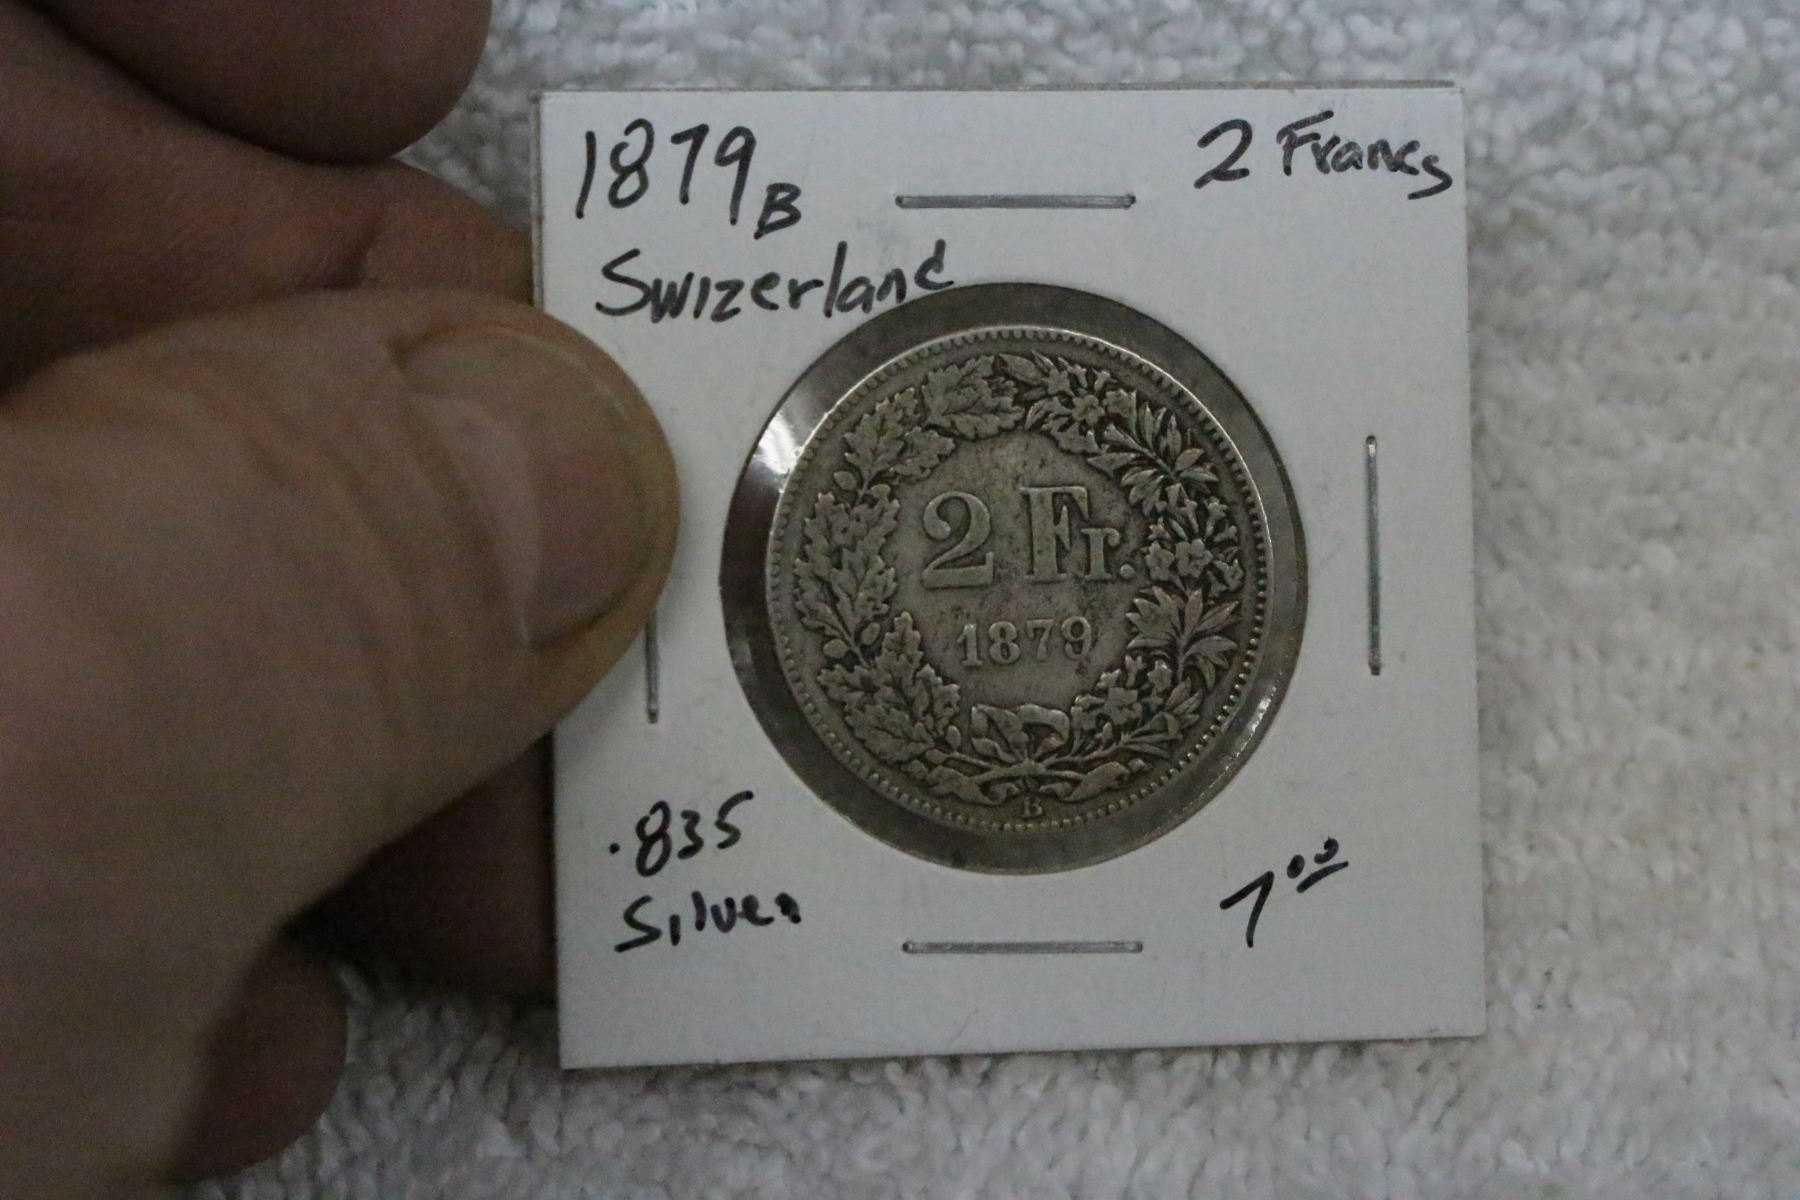 1879B
2 Francs
Swizerland
2 Fr.
1879
B
.835
Silver
7.00